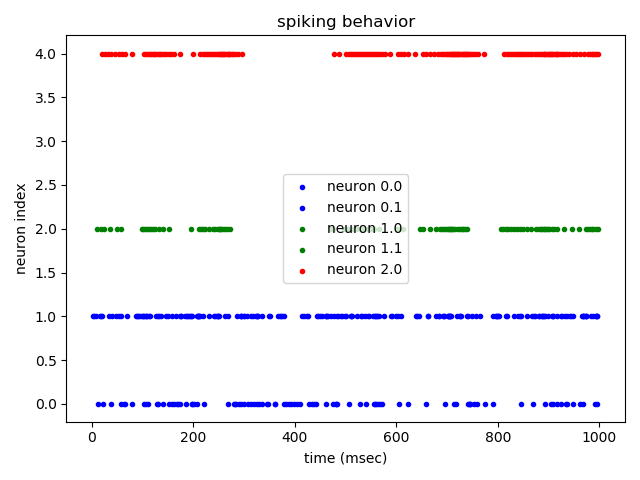 spiking behavior
4.0
3.5
3.0
2.5
2.0
1.5
1.0
0.5
0.0
neuron index
neuron 0.0
neuron 0.1
neuron 1.0
neuron 1.1
neuron 2.0
0 200 400 600 800 1000
time (msec)